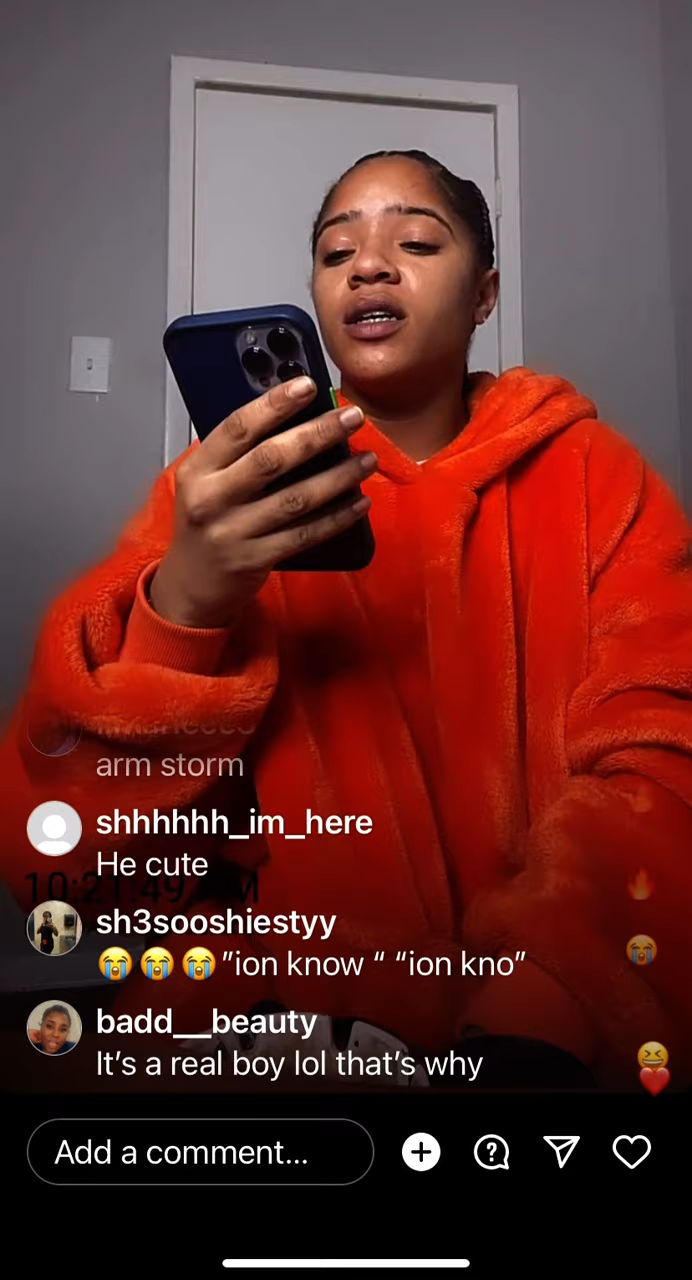 arm storm
shhhhhh_im_here
He cute
sh3sooshiestyy
😭😭😭"ion know “ “ion kno”
badd__beauty
It’s a real boy lol that’s why
Add a comment...